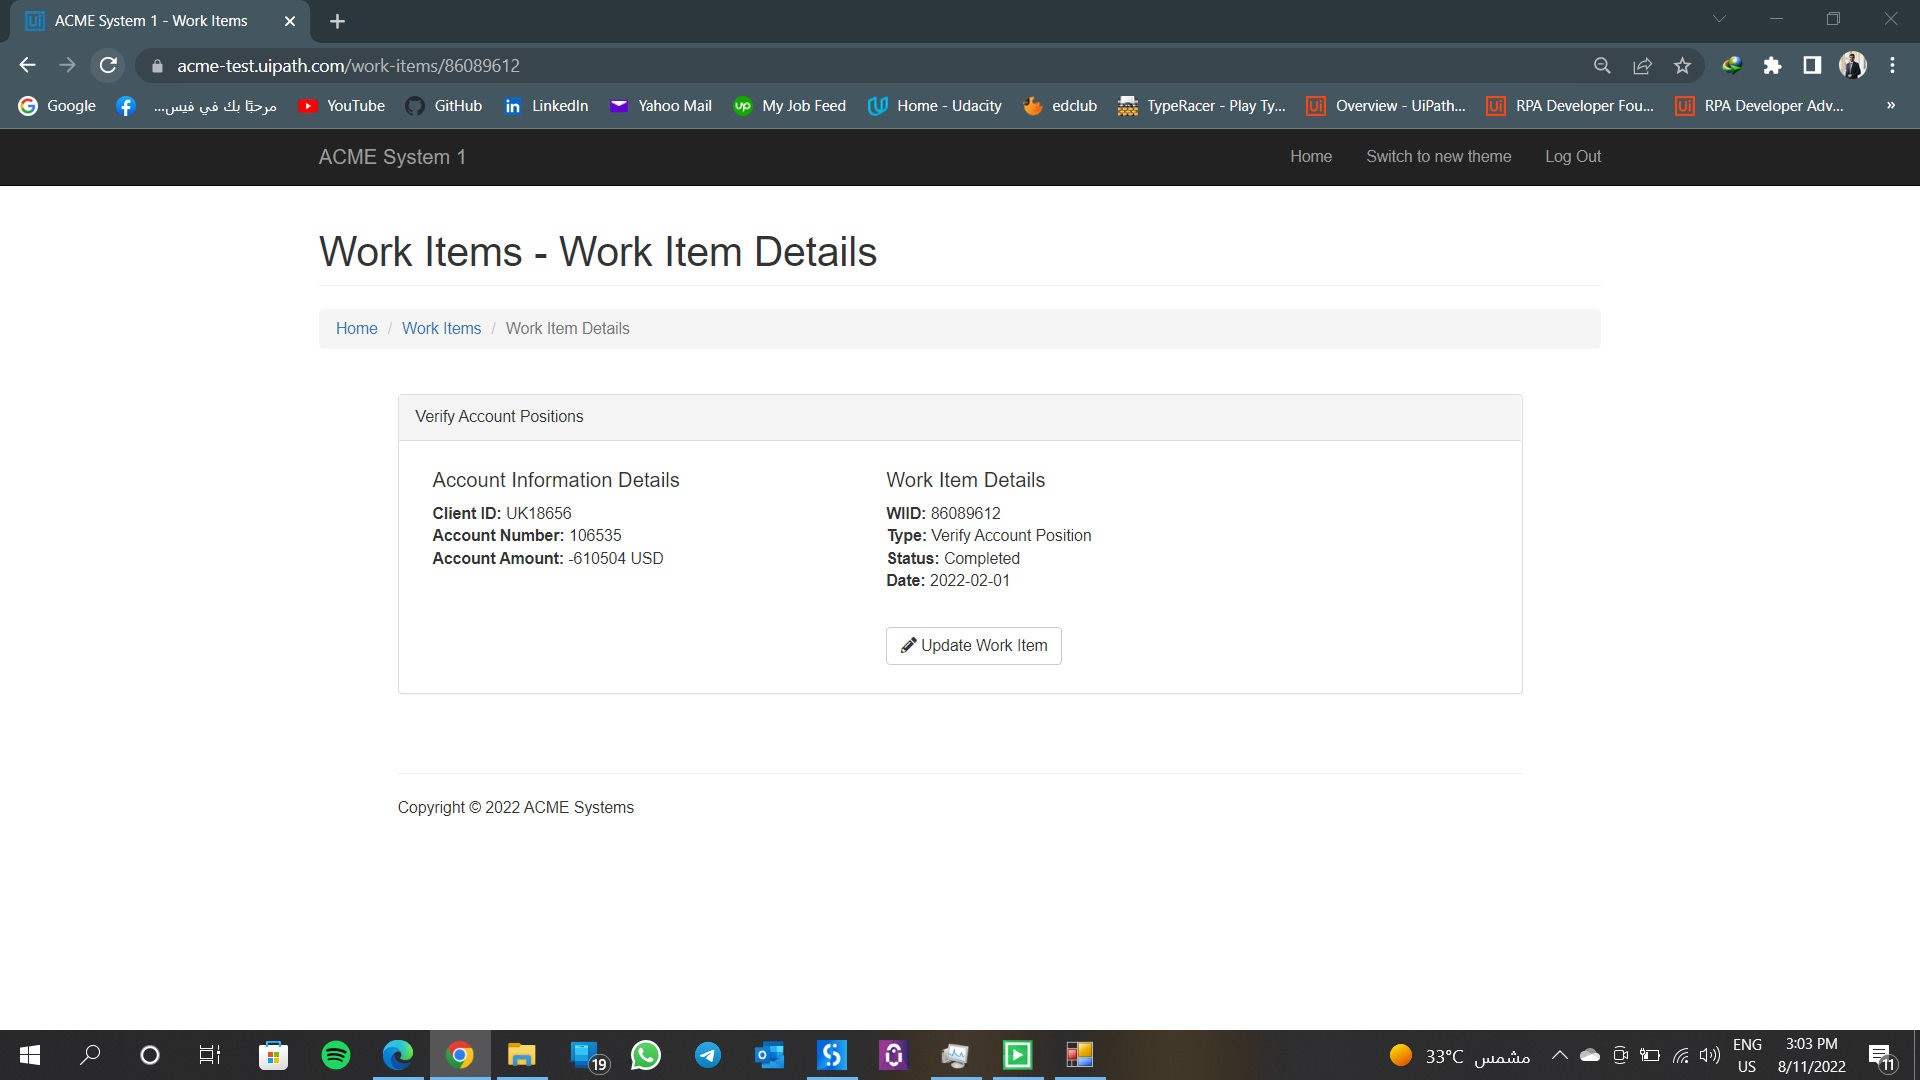 ACME System 1 - Work Items
acme-test.uipath.com/work-items/86089612
Google
مرحبًا بك في فيس...
YouTube
GitHub
LinkedIn
Yahoo Mail
My Job Feed
Home - Udacity
edclub
TypeRacer - Play Ty...
Overview - UiPath...
RPA Developer Fou...
RPA Developer Adv...
»
ACME System 1
Home
Switch to new theme
Log Out
Work Items - Work Item Details
Home / Work Items / Work Item Details
Verify Account Positions
Account Information Details
Client ID: UK18656
Account Number: 106535
Account Amount: -610504 USD
Work Item Details
WIID: 86089612
Type: Verify Account Position
Status: Completed
Date: 2022-02-01
Update Work Item
Copyright © 2022 ACME Systems
19
33°C مشمس
ENG
US
3:03 PM
8/11/2022
11